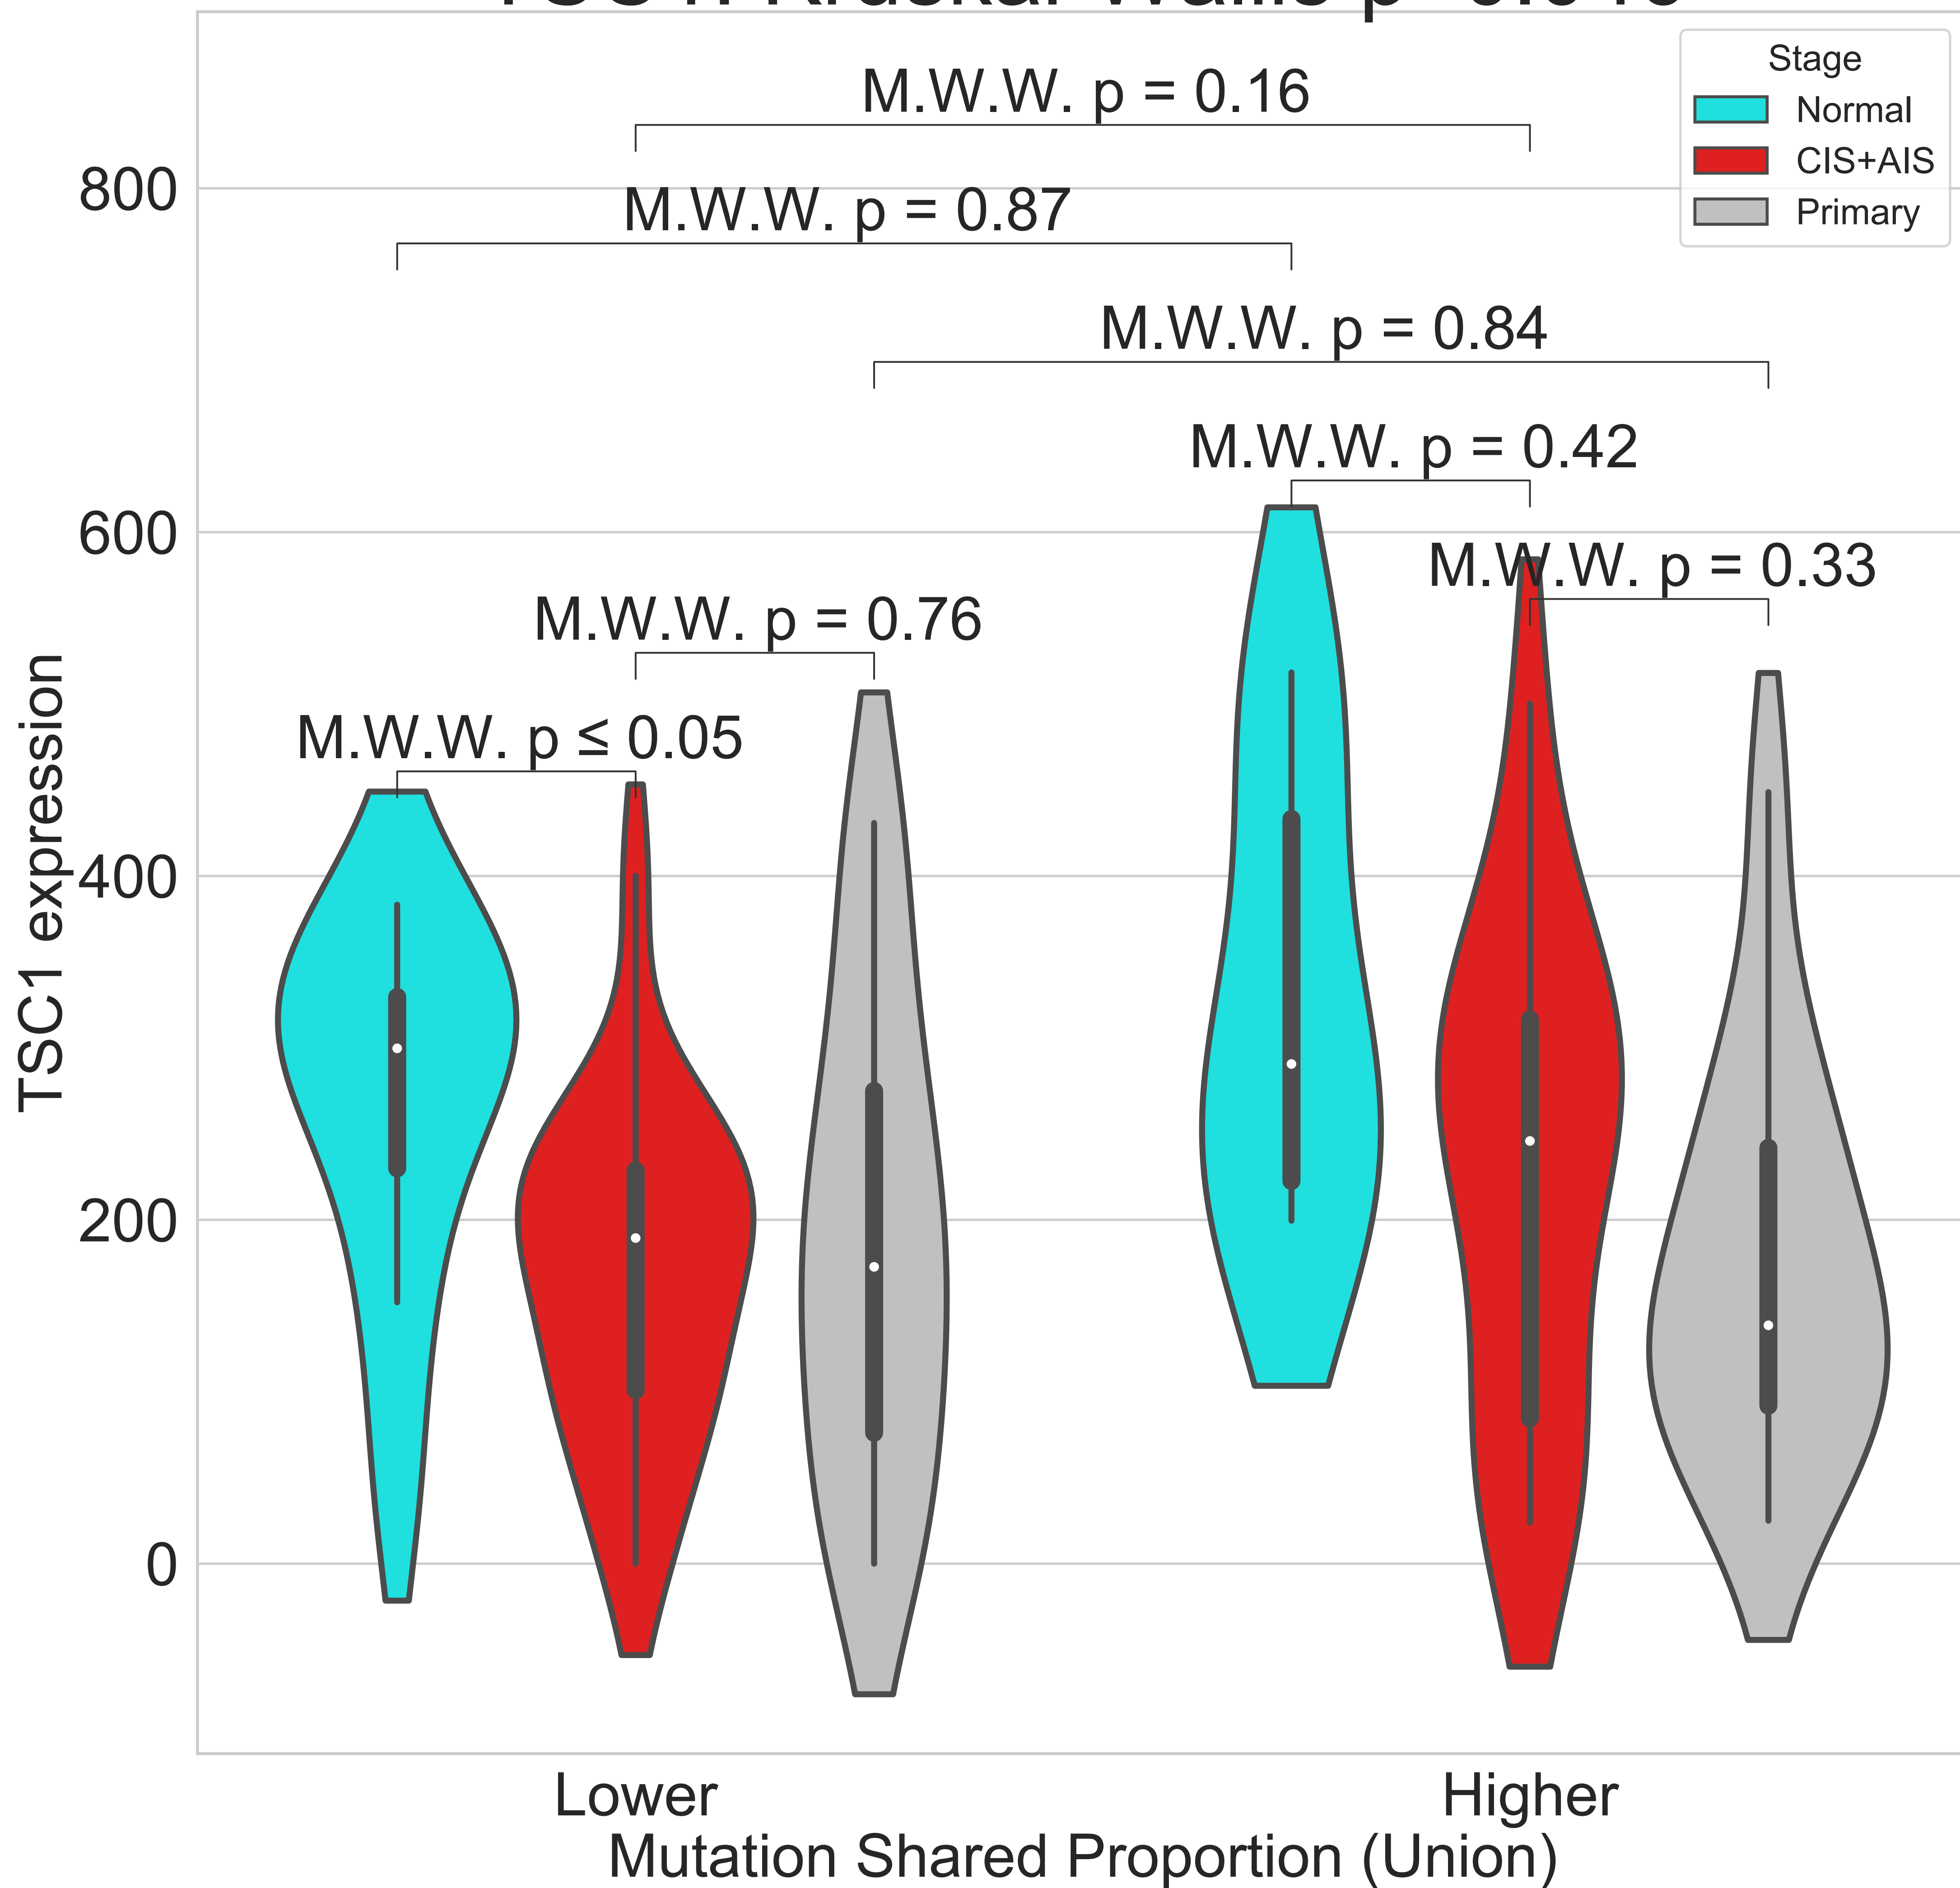 Stage
Normal
CIS+AIS
Primary
M.W.W. p = 0.16
M.W.W. p = 0.87
M.W.W. p = 0.84
M.W.W. p = 0.42
M.W.W. p = 0.33
M.W.W. p = 0.76
M.W.W. p ≤ 0.05
800
600
400
200
0
TSC1 expression
Lower
Higher
Mutation Shared Proportion (Union)